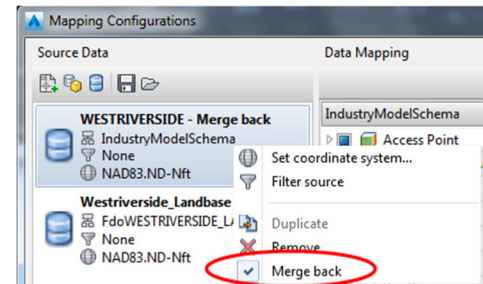 Mapping Configurations
Source Data
Data Mapping
WESTRIVERSIDE - Merge back
IndustryModelSchema
None
NAD83.ND-Nft
Westriverside_Landbase
FdoWESTRIVERSIDE_L
None
NAD83.ND-Nft
IndustryModelSchema
Access Point
Set coordinate system...
Filter source
Duplicate
Remove
Merge back